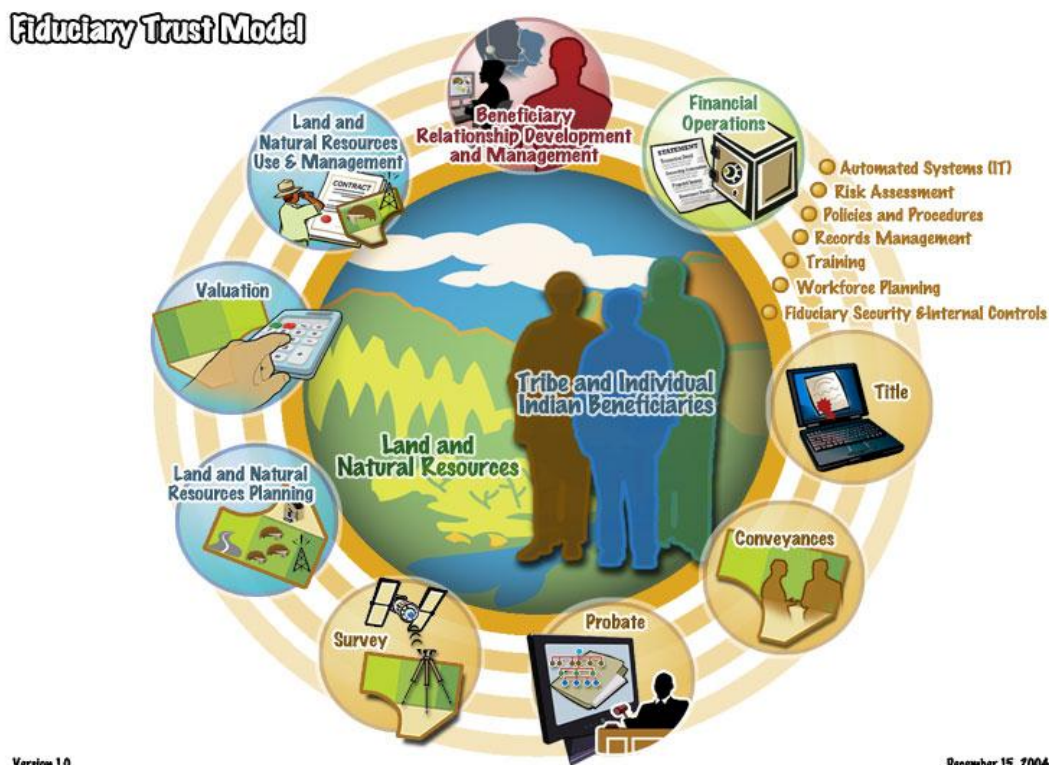 Fiduciary Trust Model
Beneficiary
Relationship Development
and Management
Financial
Operations
STATEMENT
Automated Systems (IT)
Risk Assessment
Policies and Procedures
Records Management
Training
Workforce Planning
Fiduciary Security & Internal Controls
Title
Conveyances
Probate
Survey
Land and Natural
Resources Planning
Valuation
Land and
Natural Resources
Use & Management
CONTRACT
Tribe and Individual
Indian Beneficiaries
Land and
Natural Resources
Version 1.0